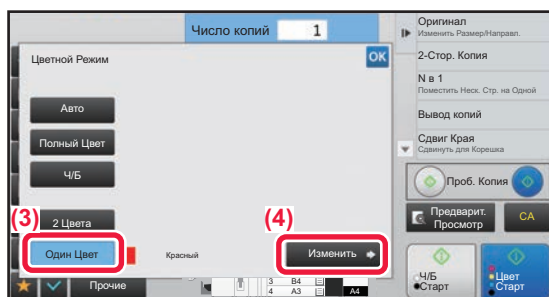 Число копий 1
Цветной Режим
OK
Авто
Полный Цвет
Ч/Б
2 Цвета
(3)
Один Цвет
Красный
(4)
Изменить
Прочие
3 B4
4 A3
A4
Оригинал
Изменить Размер/Направл.
2-Стор. Копия
N в 1
Поместить Неск. Стр. на Одной
Вывод копий
Сдвиг Края
Сдвинуть для Корешка
Проб. Копия
Предварит.
Просмотр
CA
Ч/Б
Старт
Цвет
Старт